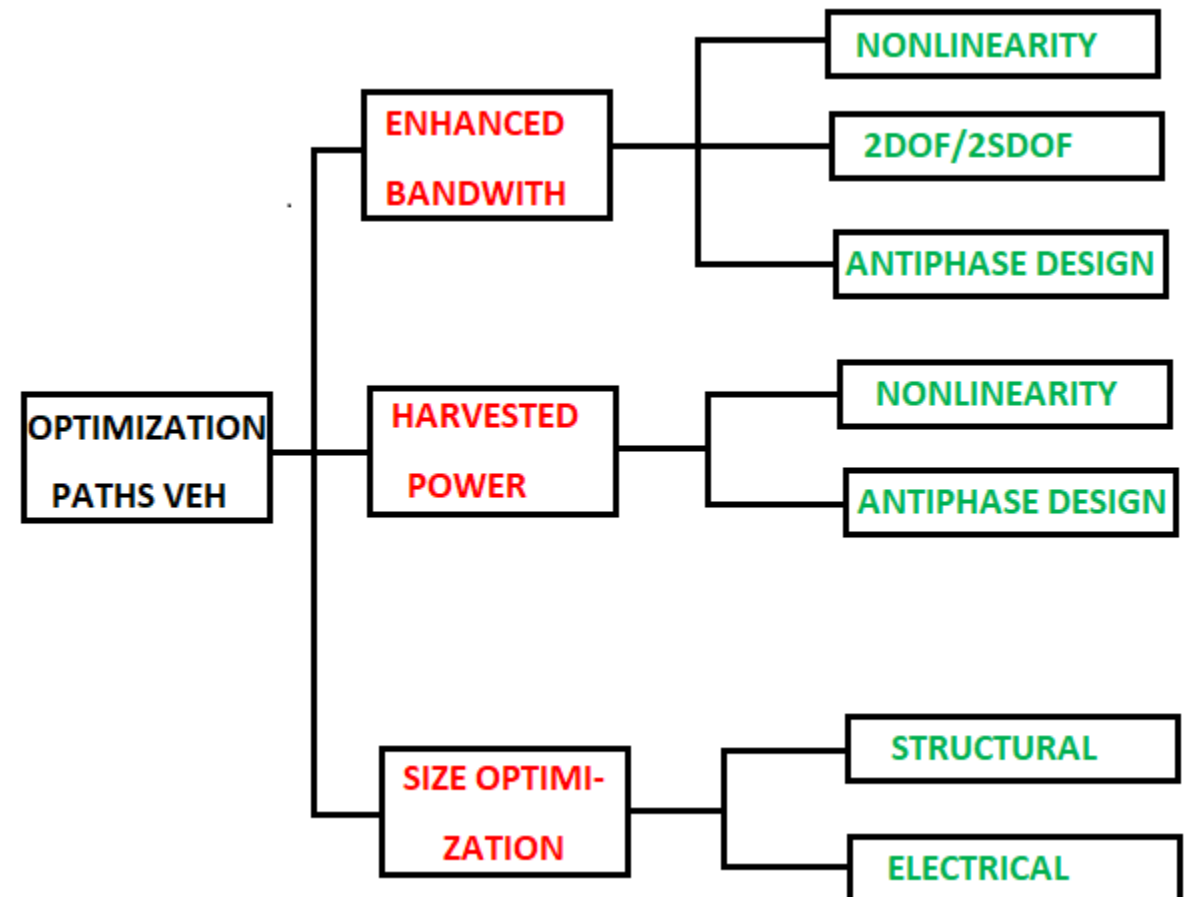 NONLINEARITY
ENHANCED
BANDWITH
2DOF/2SDOF
ANTIPHASE DESIGN
OPTIMIZATION
PATHS VEH
HARVESTED
POWER
NONLINEARITY
ANTIPHASE DESIGN
SIZE OPTIMI-
ZATION
STRUCTURAL
ELECTRICAL